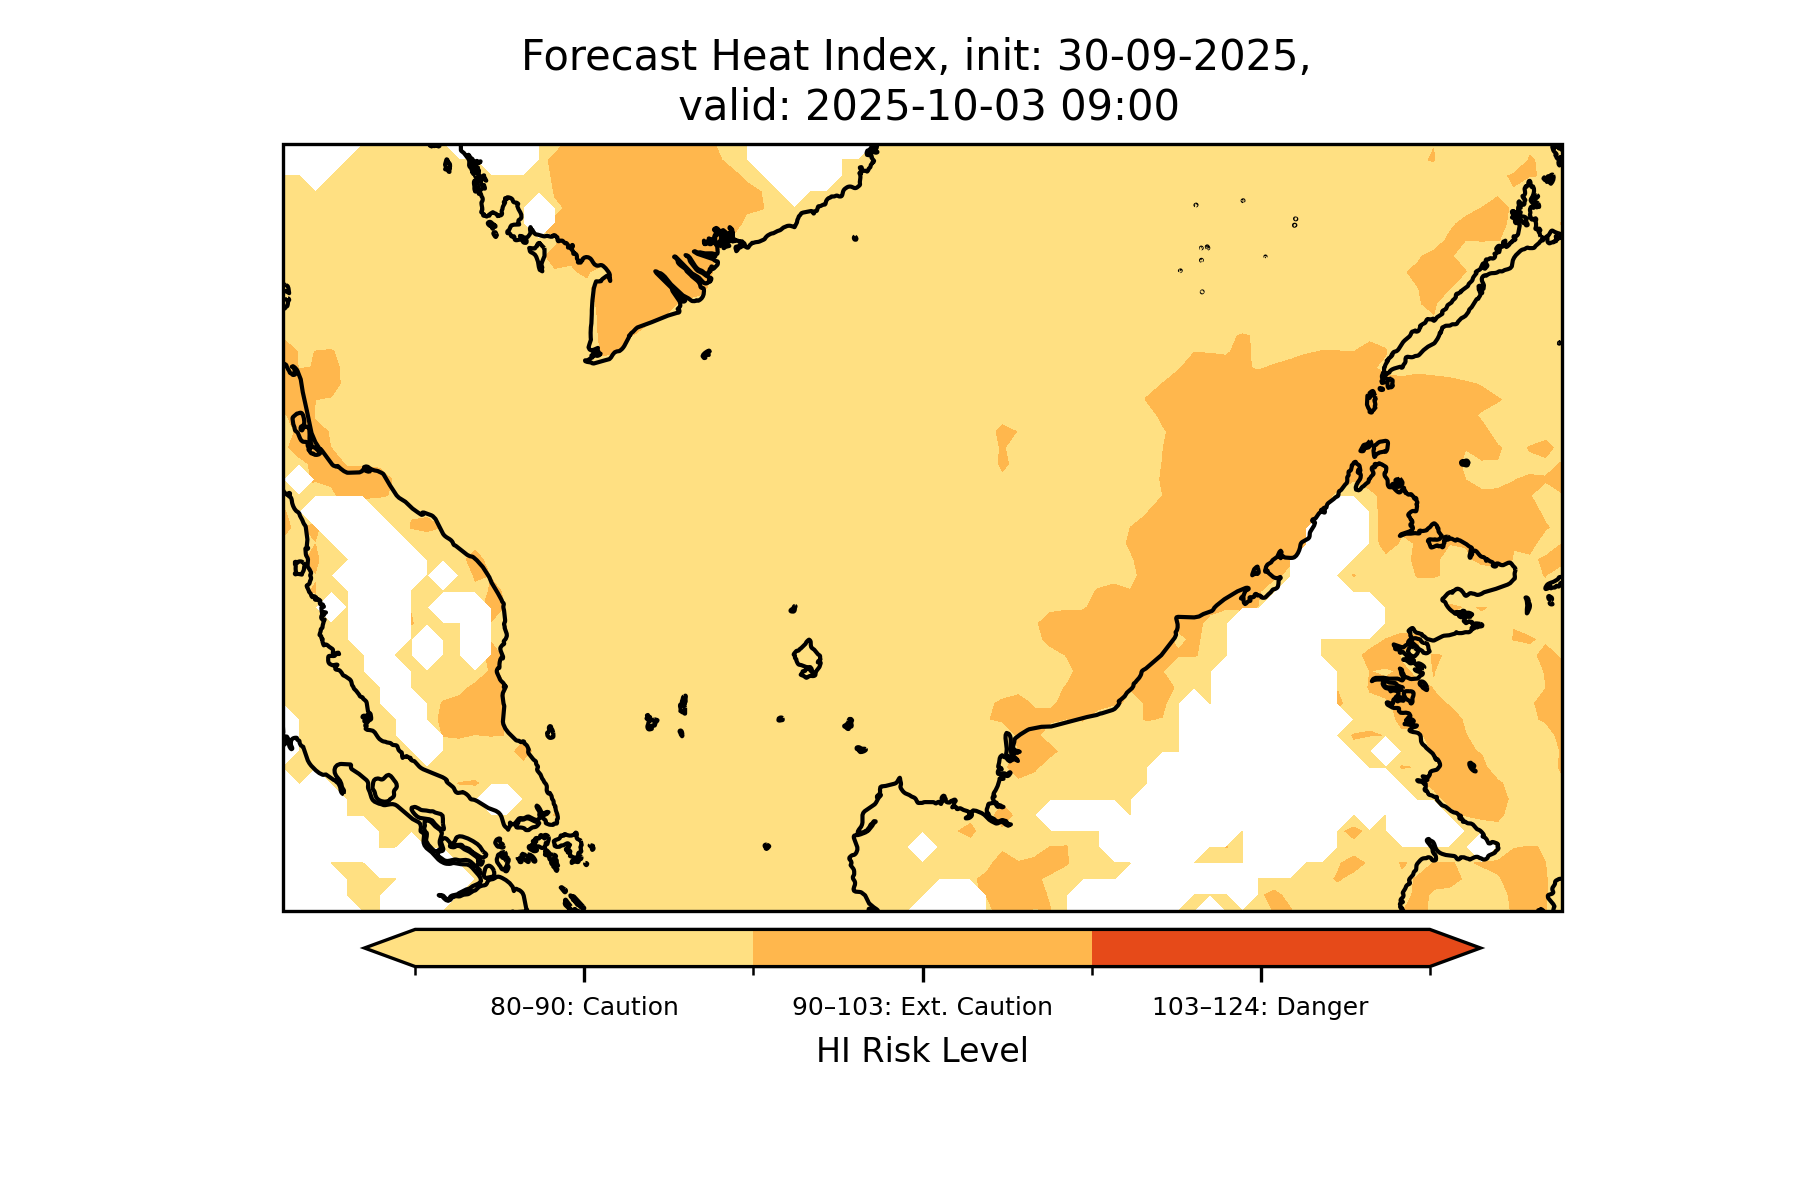 Forecast Heat Index, init: 30-09-2025,
valid: 2025-10-03 09:00
80–90: Caution
90–103: Ext. Caution
103–124: Danger
HI Risk Level